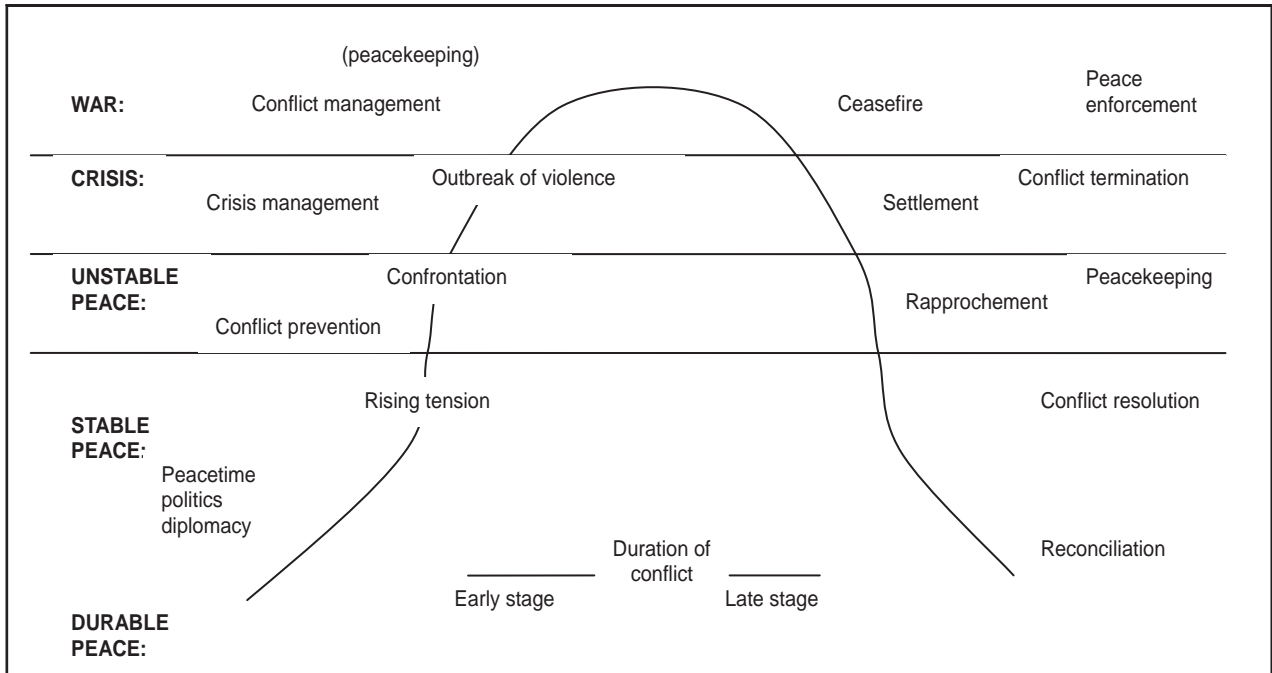 (peacekeeping)
WAR: Conflict management Ceasefire Peace
enforcement
CRISIS: Outbreak of violence Conflict termination
Crisis management Settlement
UNSTABLE
PEACE: Confrontation Peacekeeping
Rapprochement
Conflict prevention
Rising tension Conflict resolution
STABLE
PEACE:
Peacetime
politics
diplomacy
Duration of
conflict Reconciliation
Early stage Late stage
DURABLE
PEACE: